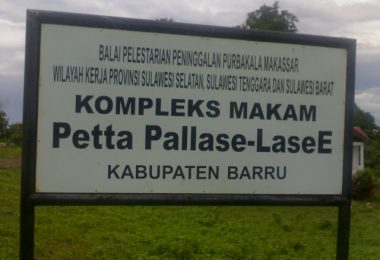 BALAI PELESTARIAN PENINGGALAN PURBAKALA MAKASSAR
WILAYAH KERJA PROVINSI SULAWESI SELATAN, SULAWESI TENGGARA DAN SULAWESI BARAT
KOMPLEKS MAKAM
Petta Pallase-LaseE
KABUPATEN BARRU